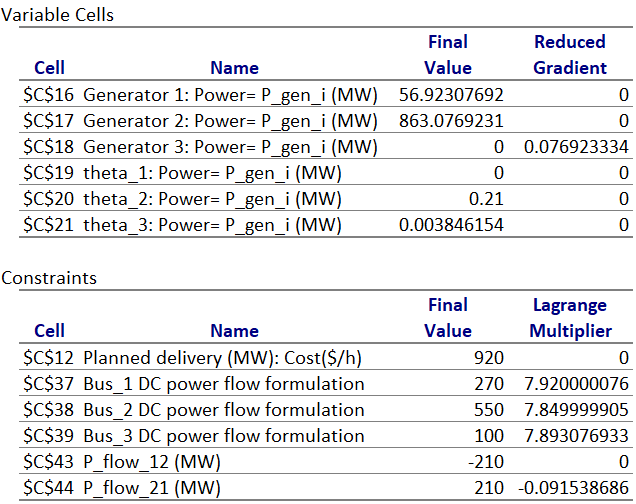 Variable Cells
Final Reduced
Cell Name Value Gradient
$C$16 Generator 1: Power= P_gen_i (MW) 56.92307692 0
$C$17 Generator 2: Power= P_gen_i (MW) 863.0769231 0
$C$18 Generator 3: Power= P_gen_i (MW) 0 0.076923334
$C$19 theta_1: Power= P_gen_i (MW) 0 0
$C$20 theta_2: Power= P_gen_i (MW) 0.21 0
$C$21 theta_3: Power= P_gen_i (MW) 0.003846154 0
Constraints
Final Lagrange
Cell Name Value Multiplier
$C$12 Planned delivery (MW): Cost($/h) 920 0
$C$37 Bus_1 DC power flow formulation 270 7.920000076
$C$38 Bus_2 DC power flow formulation 550 7.849999905
$C$39 Bus_3 DC power flow formulation 100 7.893076933
$C$43 P_flow_12 (MW) -210 0
$C$44 P_flow_21 (MW) 210 -0.091538686